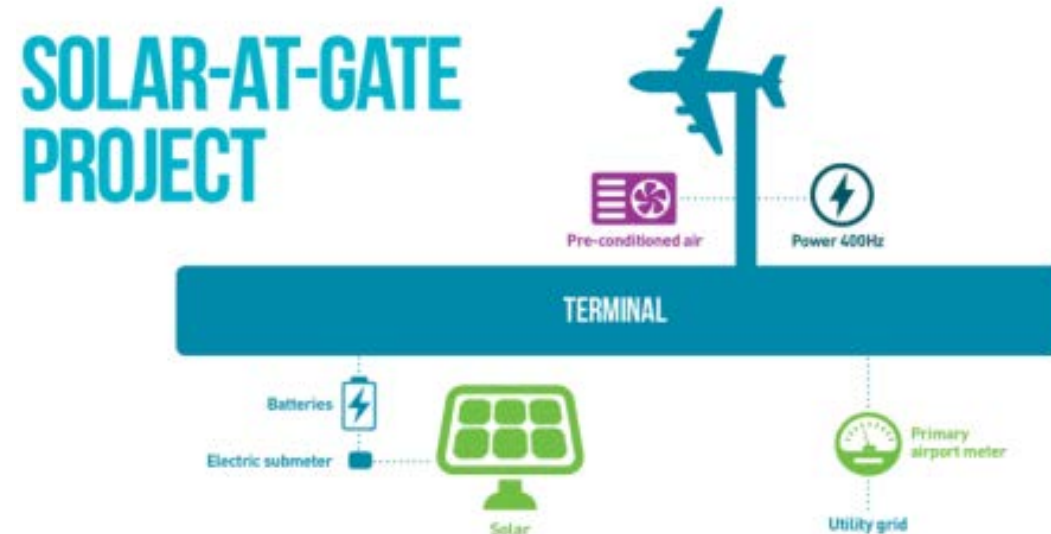 SOLAR-AT-GATE
PROJECT
Pre-conditioned air
Power 400Hz
TERMINAL
Batteries
Electric submeter
Primary
airport meter
Solar
Utility grid